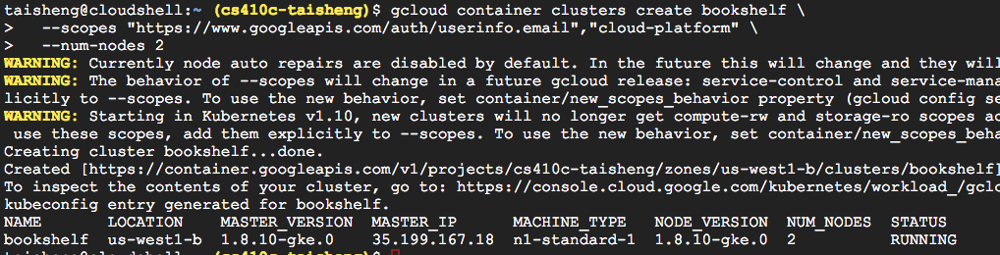 taisheng@cloudshell:~ (cs410c-taisheng)$ gcloud container clusters create bookshelf \
>   --scopes "https://www.googleapis.com/auth/userinfo.email","cloud-platform" \
>   --num-nodes 2
WARNING: Currently node auto repairs are disabled by default. In the future this will change and they will
WARNING: The behavior of --scopes will change in a future gcloud release: service-control and service-mana
licitly to --scopes. To use the new behavior, set container/new_scopes_behavior property (gcloud config se
WARNING: Starting in Kubernetes v1.10, new clusters will no longer get compute-rw and storage-ro scopes ad
 use these scopes, add them explicitly to --scopes. To use the new behavior, set container/new_scopes_beha
Creating cluster bookshelf...done.
Created [https://container.googleapis.com/v1/projects/cs410c-taisheng/zones/us-west1-b/clusters/bookshelf]
To inspect the contents of your cluster, go to: https://console.cloud.google.com/kubernetes/workload_/gclo
kubeconfig entry generated for bookshelf.
NAME       LOCATION    MASTER_VERSION  MASTER_IP      MACHINE_TYPE   NODE_VERSION  NUM_NODES  STATUS
bookshelf  us-west1-b  1.8.10-gke.0    35.199.167.18  n1-standard-1  1.8.10-gke.0  2          RUNNING
taisheng@cloudshell:~ (cs410c-taisheng)$